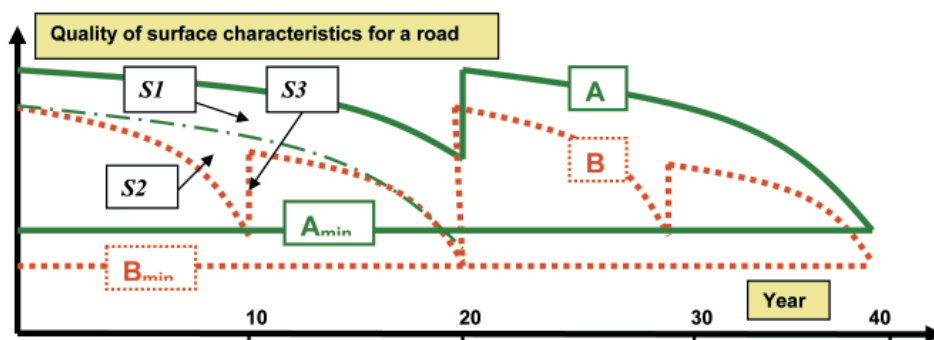 Quality of surface characteristics for a road
S1
S3
A
B
S2
Amin
Bmin
Year
10
20
30
40